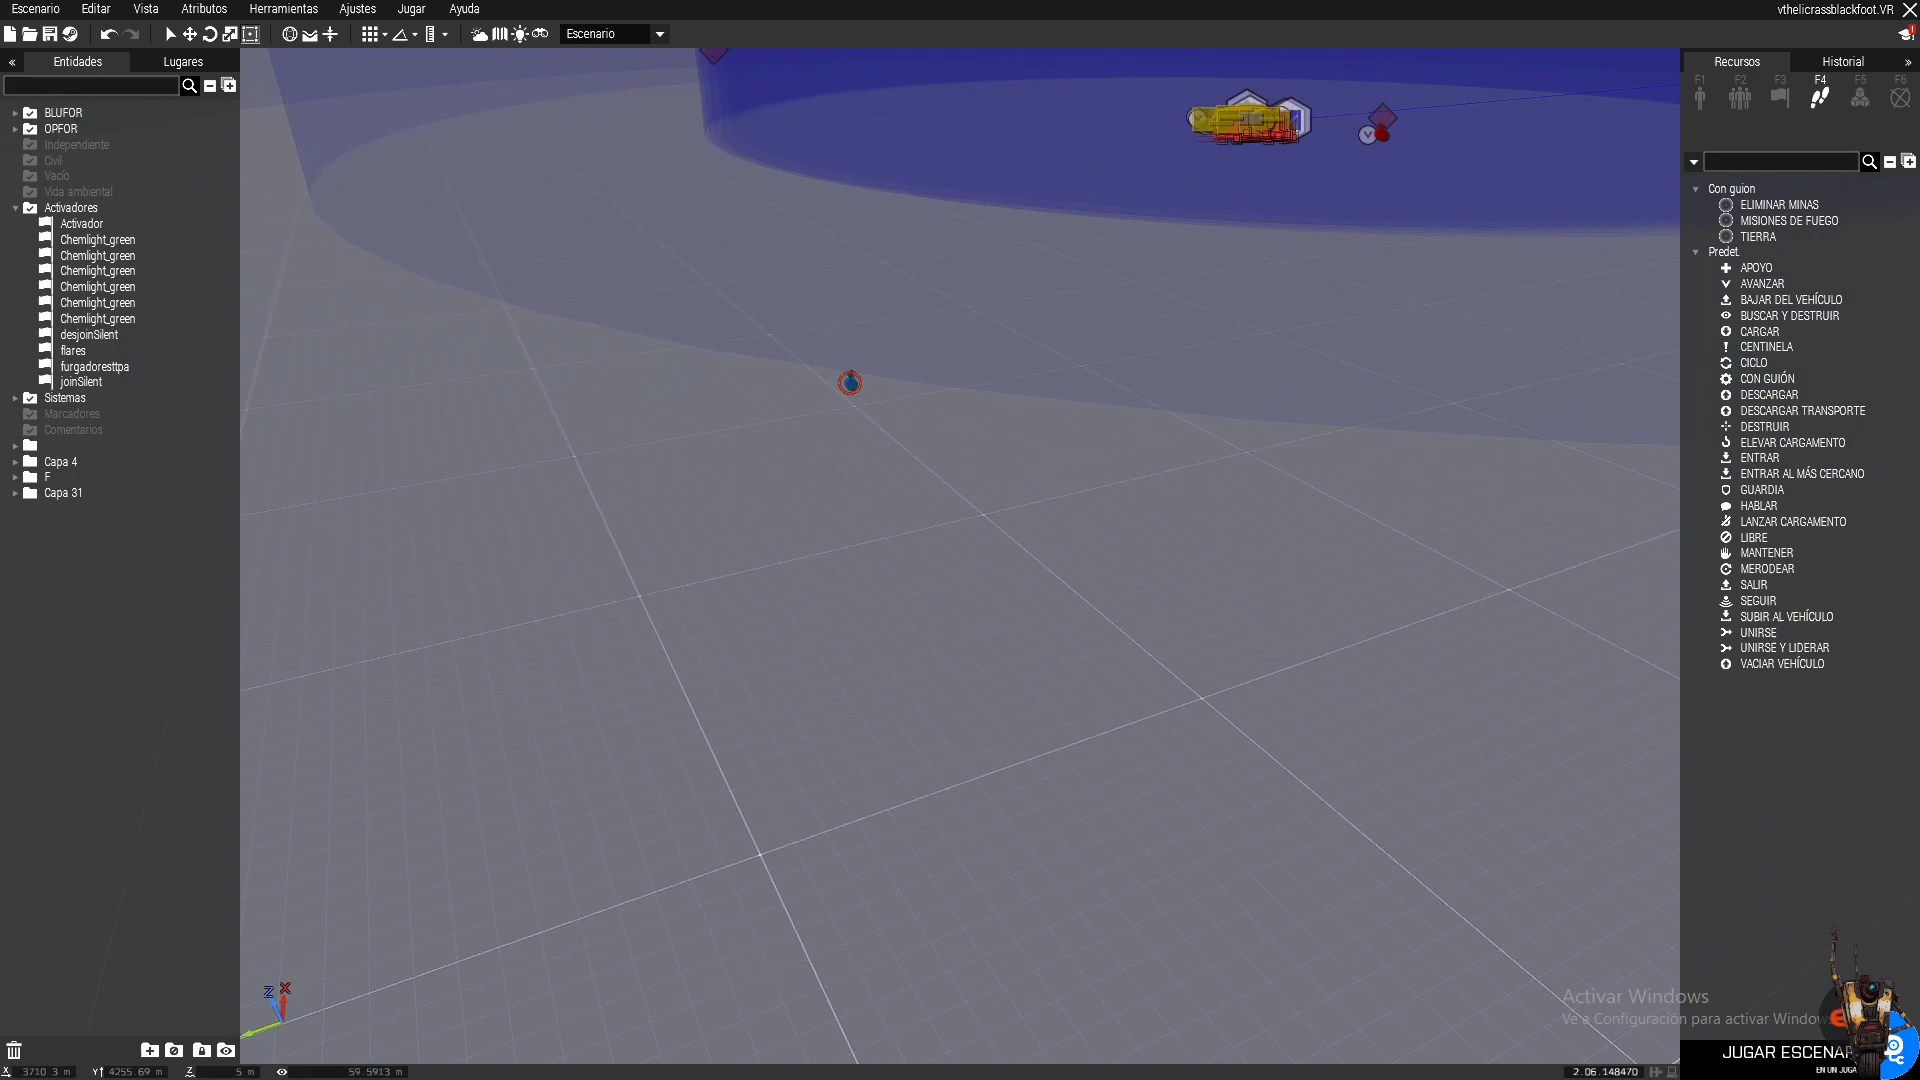 Escenario Editar Vista Atributos Herramientas Ajustes Jugar Ayuda
vthelicrassblackfoot.VR
Escenario
Entidades Lugares
Recursos Historial
F1 F2 F3 F4 F5 F6
BLUFOR
OPFOR
Independiente
Civil
Vacío
Vida ambiental
Activadores
Activador
Chemlight_green
Chemlight_green
Chemlight_green
Chemlight_green
Chemlight_green
Chemlight_green
desjoinSilent
flares
furgadoresttpa
joinSilent
Sistemas
Marcadores
Comentarios
Capa 4
F
Capa 31
Con guion
ELIMINAR MINAS
MISIONES DE FUEGO
TIERRA
Predet.
APOYO
AVANZAR
BAJAR DEL VEHÍCULO
BUSCAR Y DESTRUIR
CARGAR
CENTINELA
CICLO
CON GUIÓN
DESCARGAR
DESCARGAR TRANSPORTE
DESTRUIR
ELEVAR CARGAMENTO
ENTRAR
ENTRAR AL MÁS CERCANO
GUARDIA
HABLAR
LANZAR CARGAMENTO
LIBRE
MANTENER
MERODEAR
SALIR
SEGUIR
SUBIR AL VEHÍCULO
UNIRSE
UNIRSE Y LIDERAR
VACIAR VEHÍCULO
Z X
Activar Windows
Ve a Configuración para activar Windows
JUGAR ESCENAR
EN UN JUGA
X 3710.3 m Y 4255.69 m Z 5 m 59.5913 m
2.06.148470